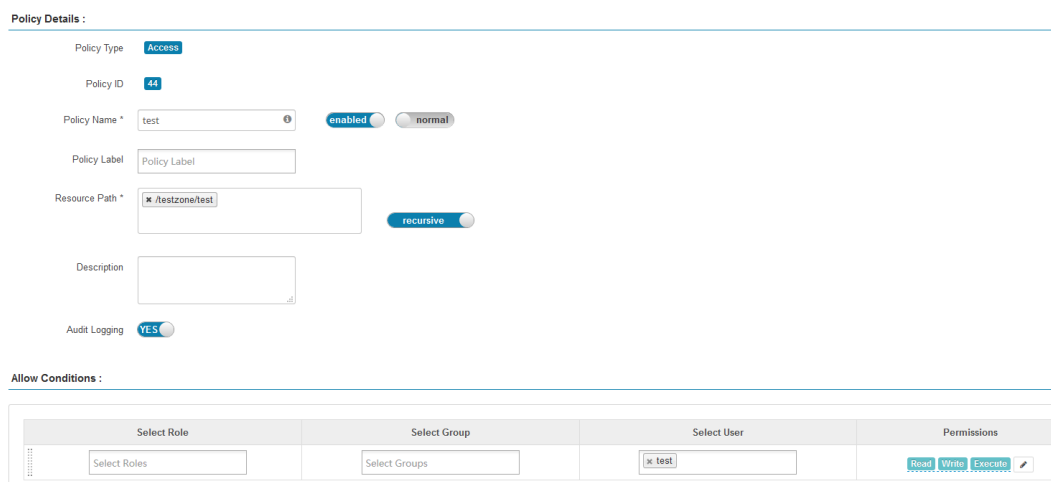 Policy Details :
Policy Type Access
Policy ID 44
Policy Name * test enabled normal
Policy Label Policy Label
Resource Path * × /testzone/test
recursive
Description
Audit Logging YES
Allow Conditions :
Select Role Select Group Select User Permissions
Select Roles Select Groups × test Read Write Execute